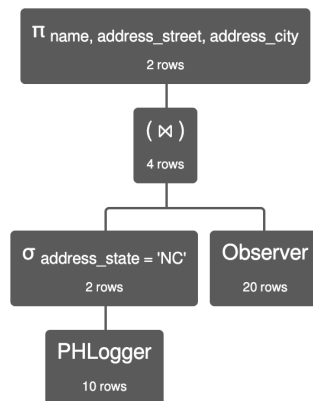 π name, address_street, address_city
2 rows
( ⋈ )
4 rows
σ address_state = 'NC'
2 rows
Observer
20 rows
PHLogger
10 rows